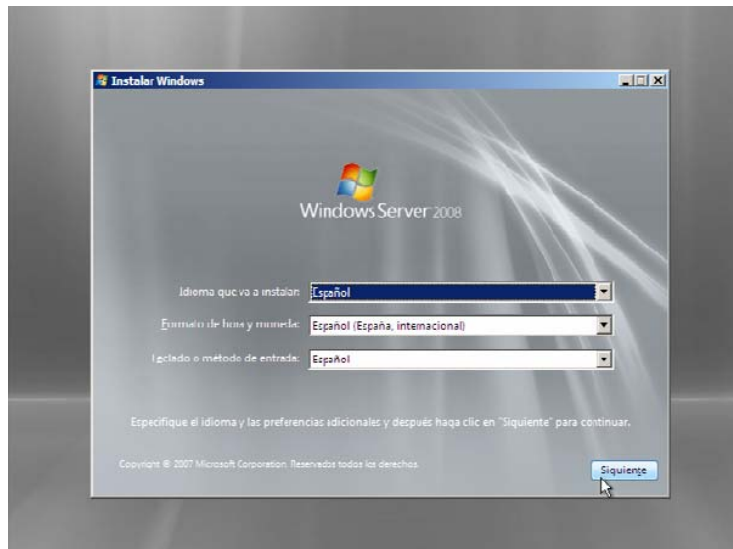 Instalar Windows
Windows Server 2008
Idioma que va a instalar: Español
Formato de hora y moneda: Español (España, internacional)
Teclado o método de entrada: Español
Especifique el idioma y las preferencias adicionales y después haga clic en "Siguiente" para continuar.
Copyright © 2007 Microsoft Corporation. Reservados todos los derechos.
Siguiente